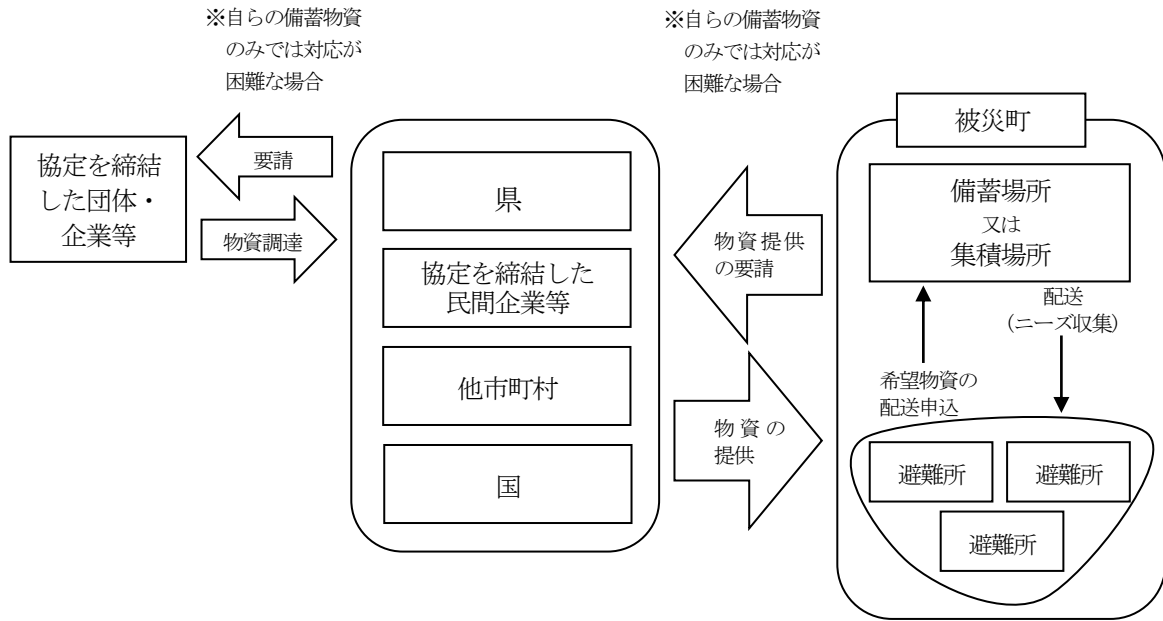 ※自らの備蓄物資
のみでは対応が
困難な場合
※自らの備蓄物資
のみでは対応が
困難な場合
協定を締結
した団体・
企業等
要請
物資調達
県
協定を締結した
民間企業等
他市町村
国
物資提供
の要請
物資の
提供
被災町
備蓄場所
又は
集積場所
配送
（ニーズ収集）
希望物資の
配送申込
避難所
避難所
避難所